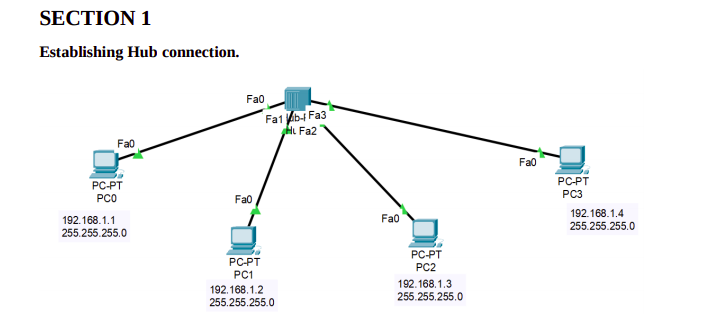 SECTION 1
Establishing Hub connection.
Fa0
Fa1
Fa3
Fa2
Fa0
PC-PT
PC0
192.168.1.1
255.255.255.0
Fa0
PC-PT
PC1
192.168.1.2
255.255.255.0
Fa0
PC-PT
PC2
192.168.1.3
255.255.255.0
Fa0
PC-PT
PC3
192.168.1.4
255.255.255.0